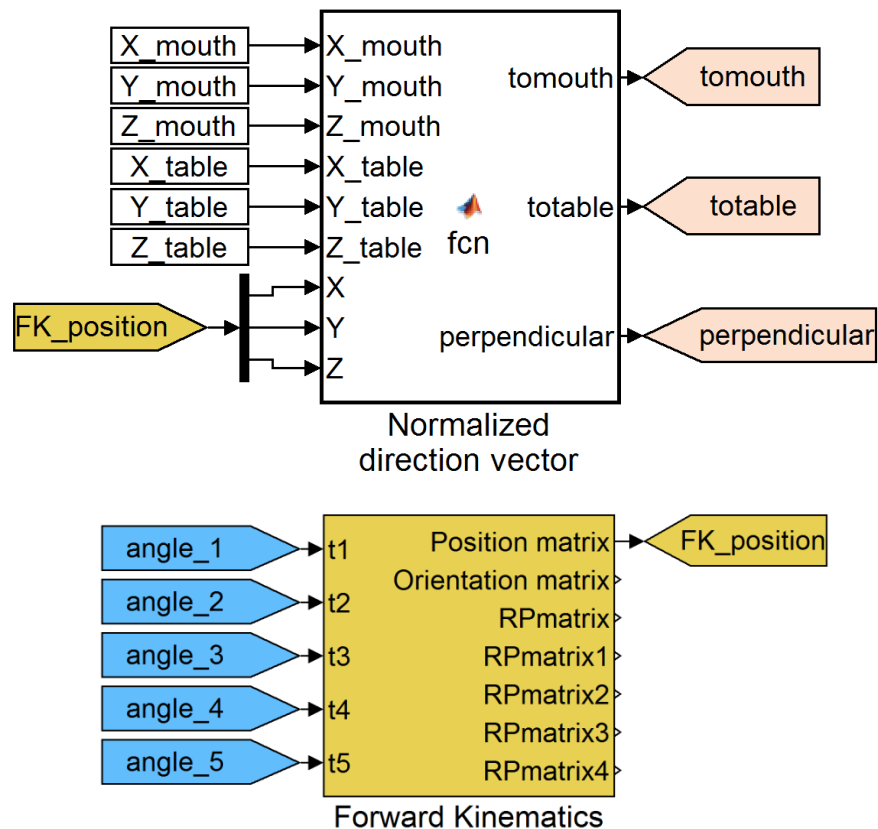 X_mouth
Y_mouth
Z_mouth
X_table
Y_table
Z_table
FK_position
X_mouth
Y_mouth
Z_mouth
X_table
Y_table
Z_table
X
Y
Z
fcn
tomouth
totable
perpendicular
tomouth
totable
perpendicular
Normalized
direction vector
angle_1
angle_2
angle_3
angle_4
angle_5
t1
t2
t3
t4
t5
Position matrix
Orientation matrix
RPmatrix
RPmatrix1
RPmatrix2
RPmatrix3
RPmatrix4
FK_position
Forward Kinematics